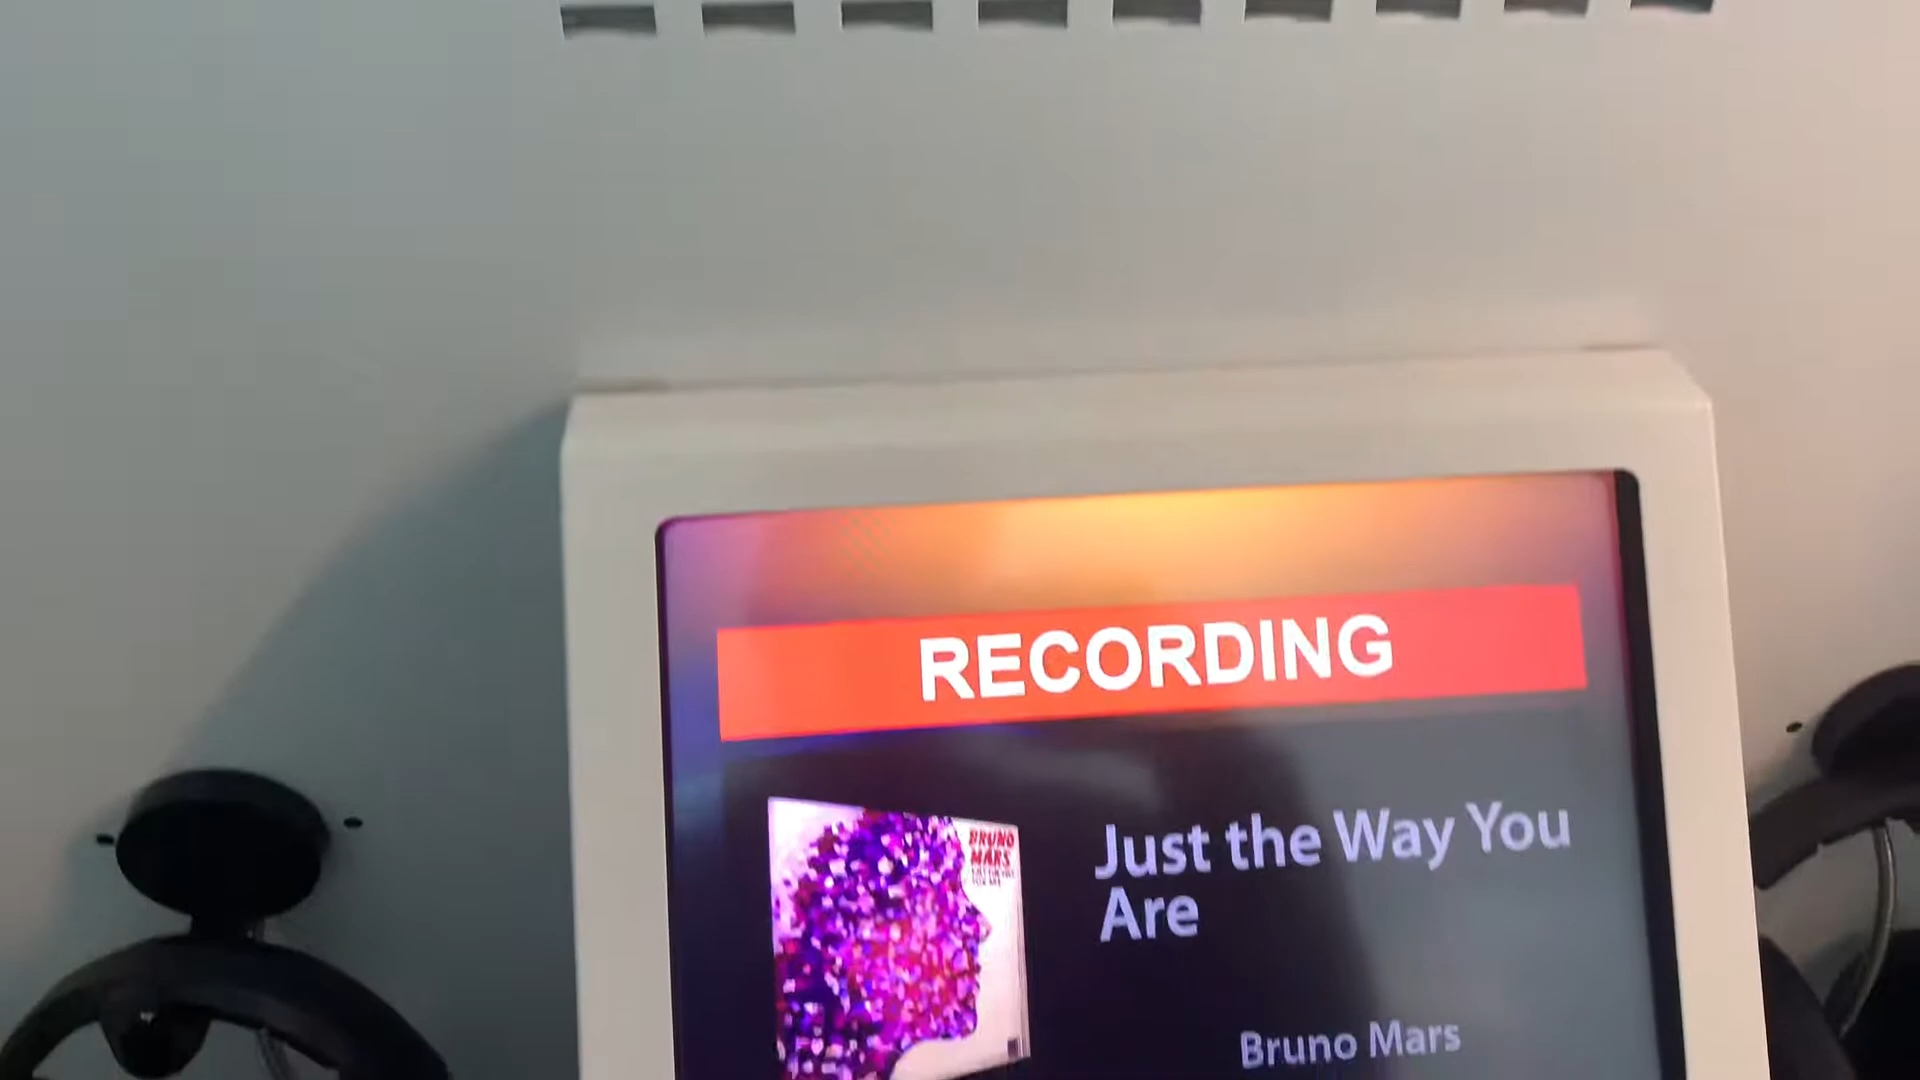 RECORDING
BRUNO
MARS
Just the Way You
Are
Bruno Mars